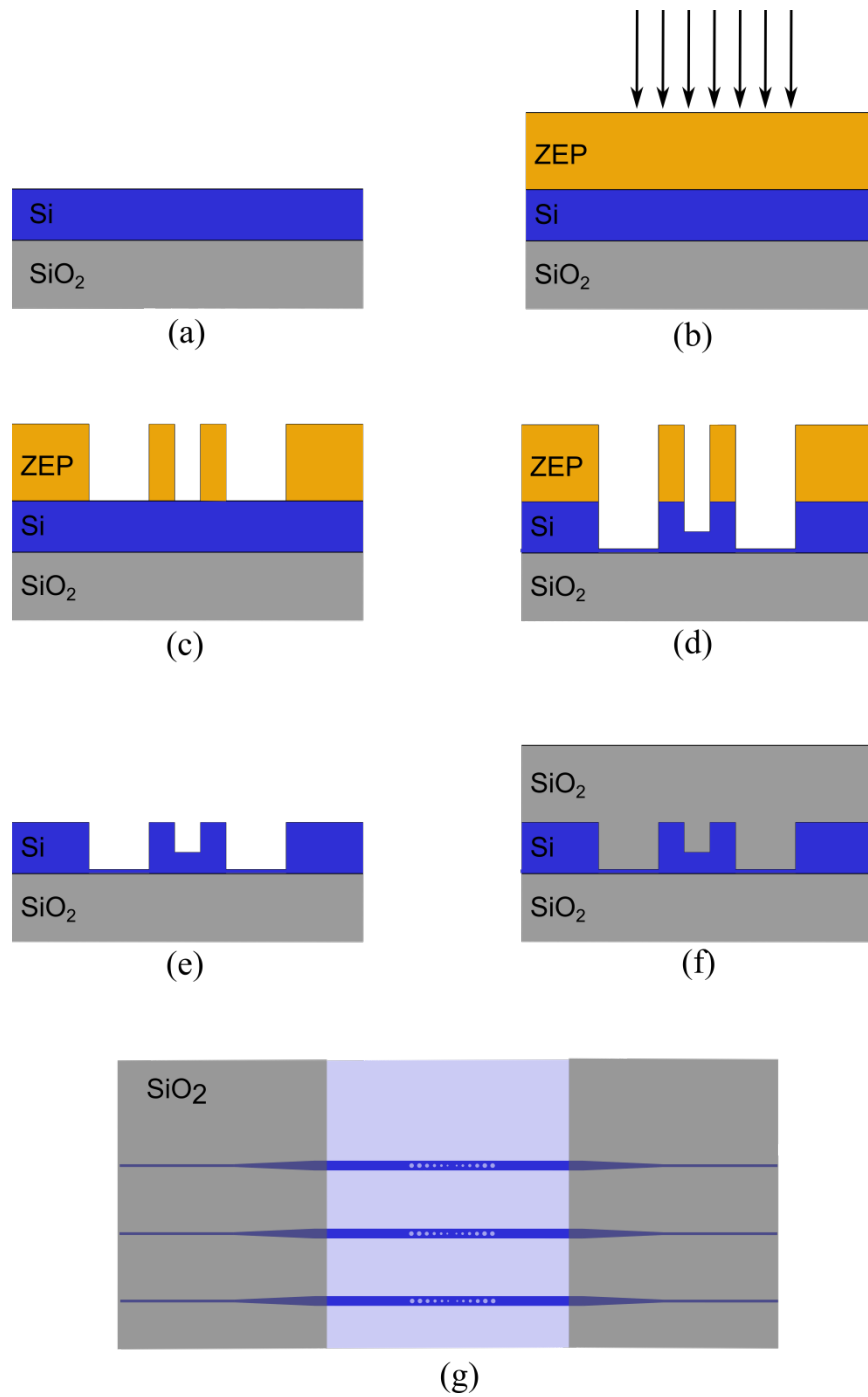 Si
SiO₂
(a)
ZEP
Si
SiO₂
(b)
ZEP
Si
SiO₂
(c)
ZEP
Si
SiO₂
(d)
Si
SiO₂
(e)
SiO₂
Si
SiO₂
(f)
SiO2
(g)